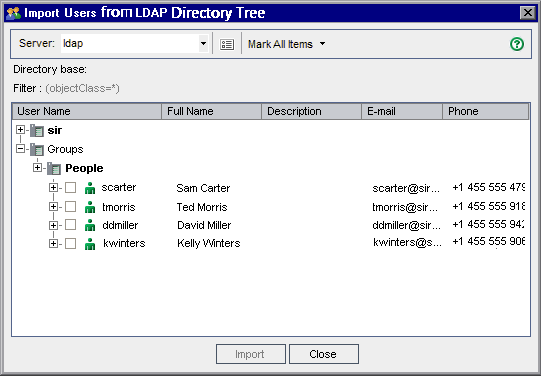 Import Users from LDAP Directory Tree
Server: ldap Mark All Items
Directory base:
Filter : (objectClass=*)
User Name Full Name Description E-mail Phone
sir
Groups
People
scarter Sam Carter scarter@sir... +1 455 555 479
tmorris Ted Morris tmorris@sir... +1 455 555 918
ddmiller David Miller ddmiller@sir... +1 455 555 942
kwinters Kelly Winters kwinters@s... +1 455 555 906
Import Close